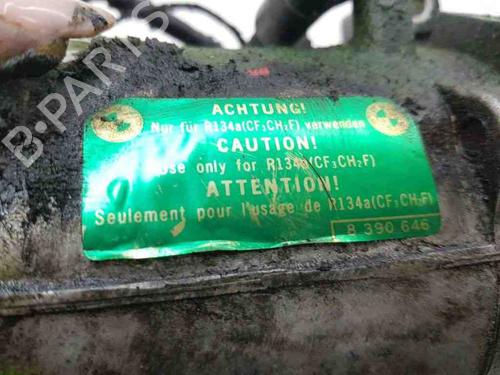 B-PARTS
ACHTUNG!
Nur für R134a(CF₃CH₂F) verwenden
CAUTION!
Use only for R134a(CF₃CH₂F)
ATTENTION!
Seulement pour l'usage de R134a(CF₃CH₂F)
8 390 646